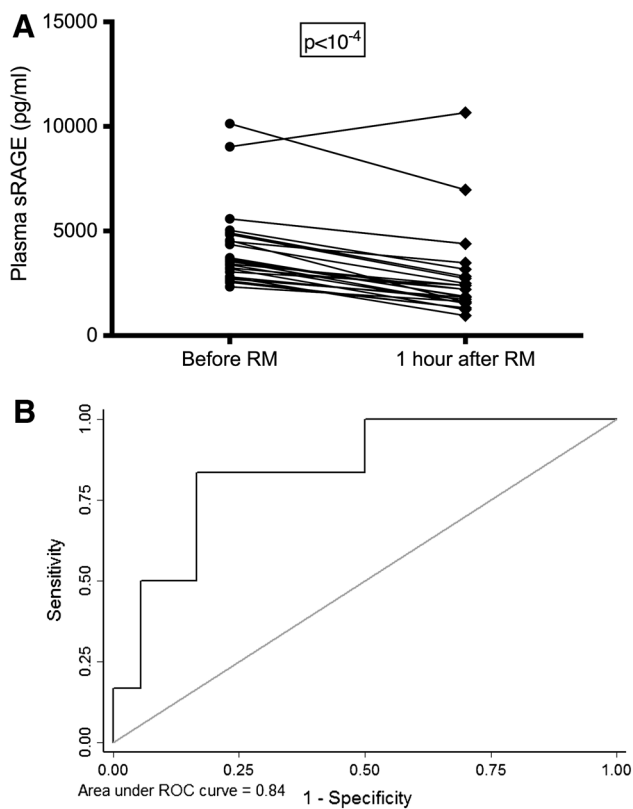 A
p<10-4
Plasma sRAGE (pg/ml)
15000
10000
5000
0
Before RM
1 hour after RM
B
Sensitivity
1.00
0.75
0.50
0.25
0.00
0.00
0.25
0.50
0.75
1.00
Area under ROC curve = 0.84
1 - Specificity